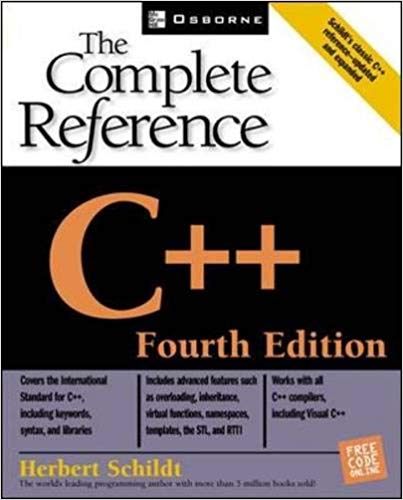 OSBORNE
The
Complete
Reference
Schildt's classic C++
reference--updated
and expanded
C++
Fourth Edition
Covers the International
Standard for C++,
including keywords,
syntax, and libraries
Includes advanced features such
as overloading, inheritance,
virtual functions, namespaces,
templates, the STL, and RTTI
Works with all
C++ compilers,
including Visual C++
FREE
CODE
ONLINE
Herbert Schildt
The world's leading programming author with more than 3 million books sold!